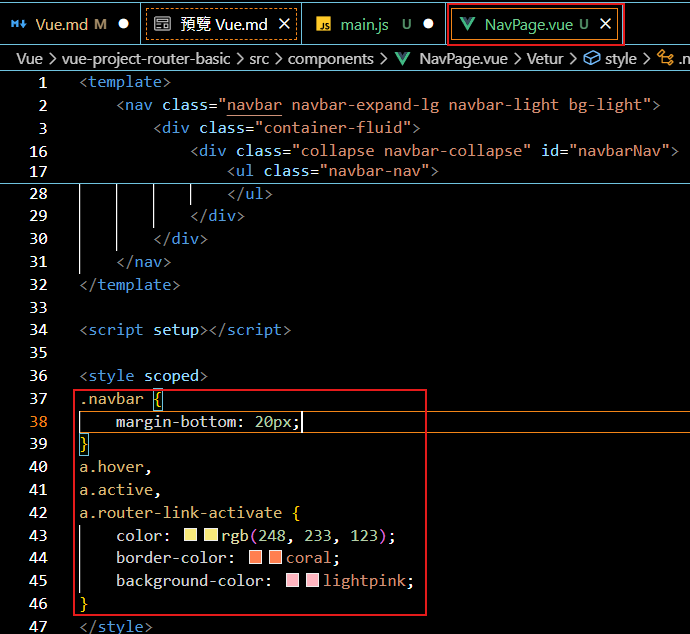 Vue.md M
預覽 Vue.md
JS main.js U
NavPage.vue U
Vue > vue-project-router-basic > src > components > NavPage.vue > Vetur > style > .n
1 <template>
2 <nav class="navbar navbar-expand-lg navbar-light bg-light">
3 <div class="container-fluid">
16 <div class="collapse navbar-collapse" id="navbarNav">
17 <ul class="navbar-nav">
28 </ul>
29 </div>
30 </div>
31 </nav>
32 </template>
33
34 <script setup></script>
35
36 <style scoped>
37 .navbar {
38 margin-bottom: 20px;
39 }
40 a.hover,
41 a.active,
42 a.router-link-activate {
43 color: rgb(248, 233, 123);
44 border-color: coral;
45 background-color: lightpink;
46 }
47 </style>